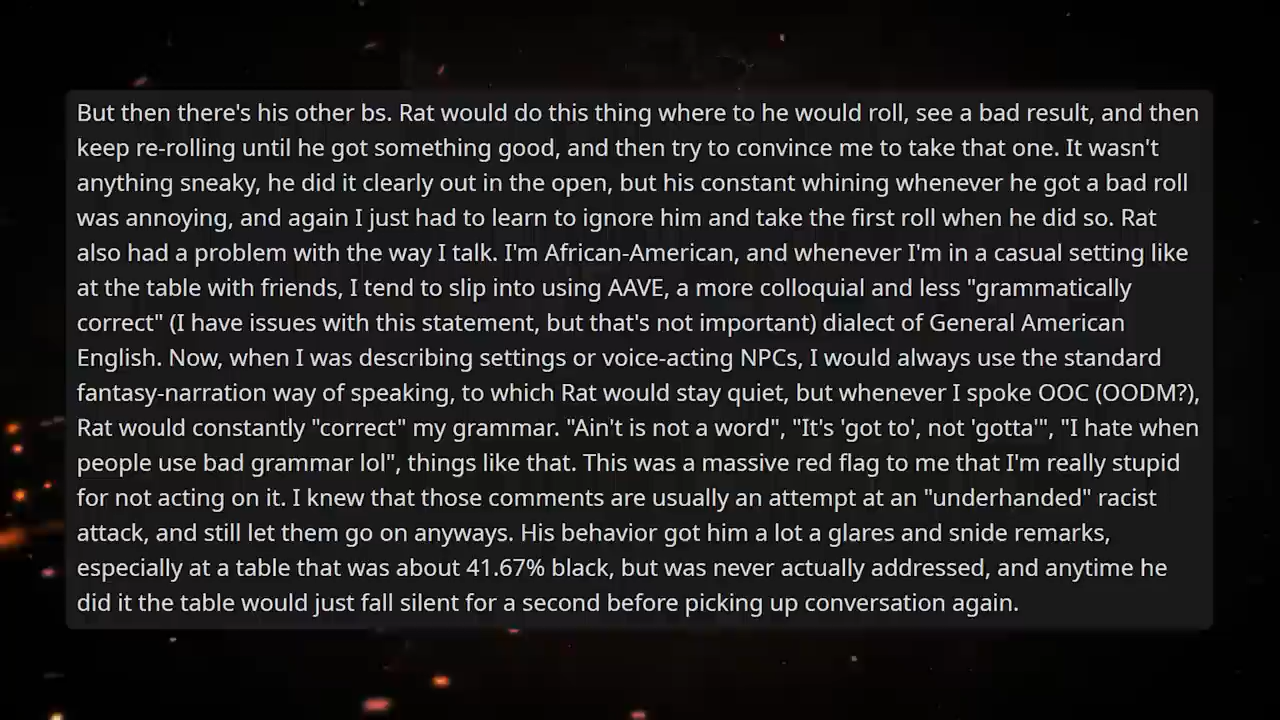 But then there's his other bs. Rat would do this thing where to he would roll, see a bad result, and then
keep re-rolling until he got something good, and then try to convince me to take that one. It wasn't
anything sneaky, he did it clearly out in the open, but his constant whining whenever he got a bad roll
was annoying, and again I just had to learn to ignore him and take the first roll when he did so. Rat
also had a problem with the way I talk. I'm African-American, and whenever I'm in a casual setting like
at the table with friends, I tend to slip into using AAVE, a more colloquial and less "grammatically
correct" (I have issues with this statement, but that's not important) dialect of General American
English. Now, when I was describing settings or voice-acting NPCs, I would always use the standard
fantasy-narration way of speaking, to which Rat would stay quiet, but whenever I spoke OOC (OODM?),
Rat would constantly "correct" my grammar. "Ain't is not a word", "It's 'got to', not 'gotta'", "I hate when
people use bad grammar lol", things like that. This was a massive red flag to me that I'm really stupid
for not acting on it. I knew that those comments are usually an attempt at an "underhanded" racist
attack, and still let them go on anyways. His behavior got him a lot a glares and snide remarks,
especially at a table that was about 41.67% black, but was never actually addressed, and anytime he
did it the table would just fall silent for a second before picking up conversation again.